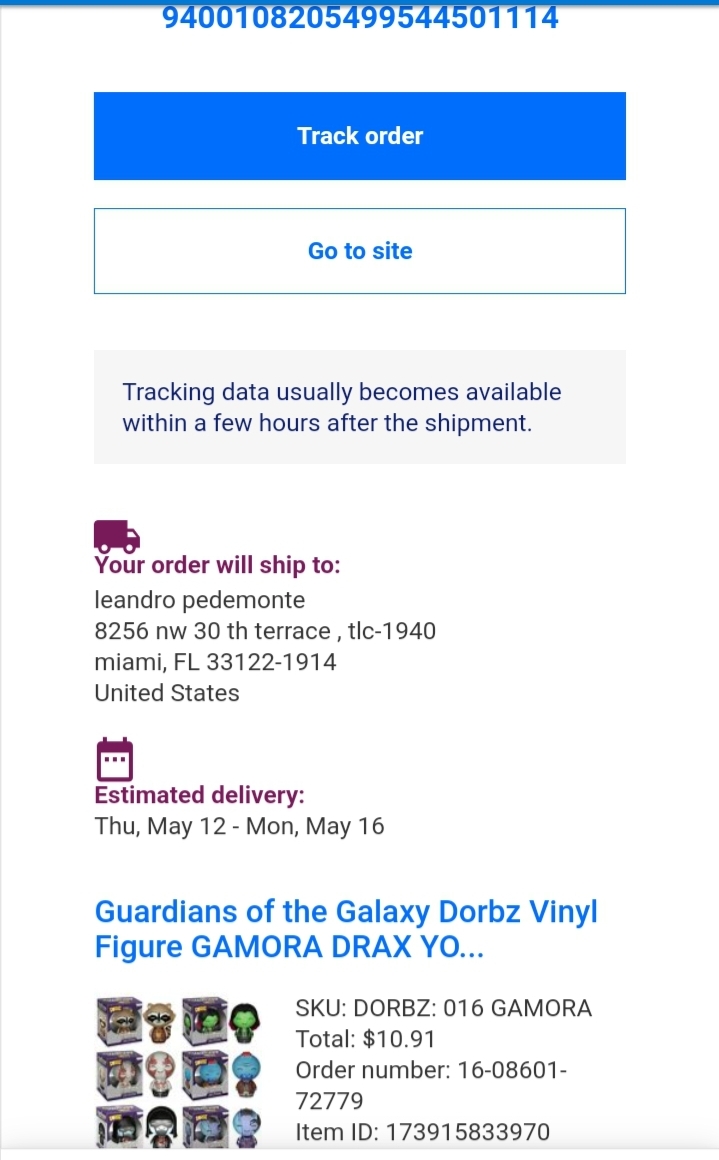 9400108205499544501114
Track order
Go to site
Tracking data usually becomes available
within a few hours after the shipment.
Your order will ship to:
leandro pedemonte
8256 nw 30 th terrace , tlc-1940
miami, FL 33122-1914
United States
Estimated delivery:
Thu, May 12 - Mon, May 16
Guardians of the Galaxy Dorbz Vinyl
Figure GAMORA DRAX YO...
SKU: DORBZ: 016 GAMORA
Total: $10.91
Order number: 16-08601-
72779
Item ID: 173915833970